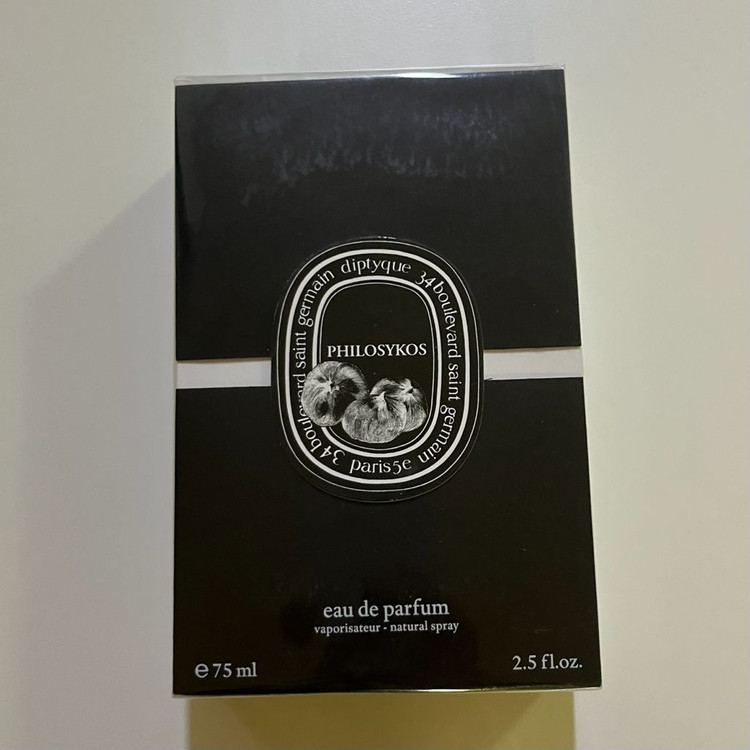 diptyque 34 boulevard saint germain paris 5e 34 boulevard saint germain
PHILOSYKOS
eau de parfum
vaporisateur - natural spray
e 75 ml
2.5 fl.oz.